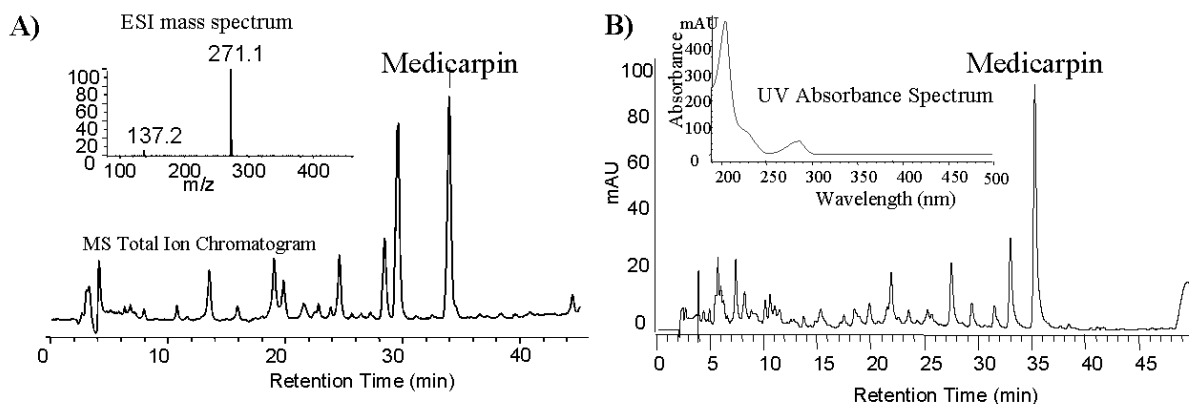 A)
ESI mass spectrum
271.1
137.2
100
80
60
40
20
0
100 200 300 400
m/z
Medicarpin
MS Total Ion Chromatogram
0 10 20 30 40
Retention Time (min)
B)
mAU
400
300
200
100
0
Absorbance
UV Absorbance Spectrum
200 250 300 350 400 450 500
Wavelength (nm)
Medicarpin
100
80
60
40
20
0
mAU
0 5 10 15 20 25 30 35 40 50
Retention Time (min)